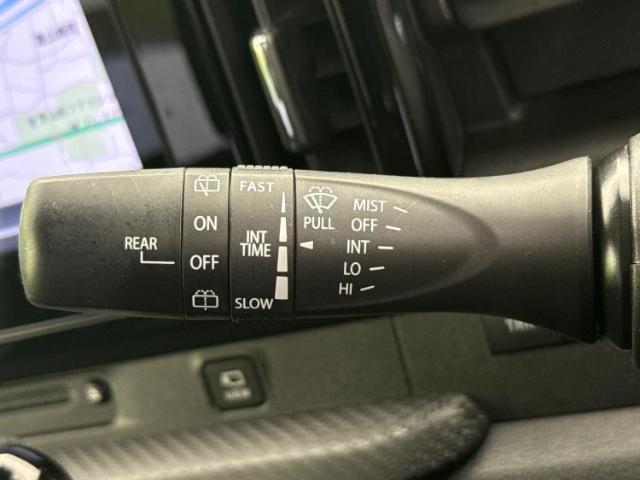 FAST
ON
INT
TIME
REAR
OFF
SLOW
PULL
MIST
OFF
INT
LO
HI